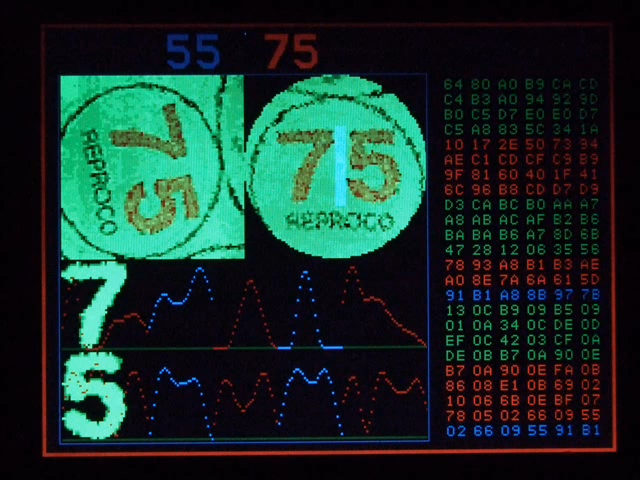 55 75
75
REPROCO
75
REPROCO
7
5
64 80 A0 B9 CA CD
C4 B3 A0 94 92 9D
B0 C5 D7 E0 E0 D7
C5 A8 83 5C 34 1A
10 17 2E 50 73 94
AE C1 CD CF C9 B9
9F 81 60 40 1F 41
6C 96 B8 CD D7 D9
D3 CA BC B0 AA A7
A8 AB AC AF B2 B6
BA BA B6 A7 8D 6B
47 28 12 06 35 56
78 93 A8 B1 B3 AE
A0 8E 7A 6A 61 5D
91 B1 A8 8B 97 7B
13 0C B9 09 B5 09
01 0A 34 0C DE 0D
EF 0C 42 03 CF 0A
DE 0B B7 0A 90 0E
B7 0A 90 0E FA 0B
86 08 E1 0B 69 02
10 06 6B 0E BF 07
78 05 02 66 09 55
02 66 09 55 91 B1